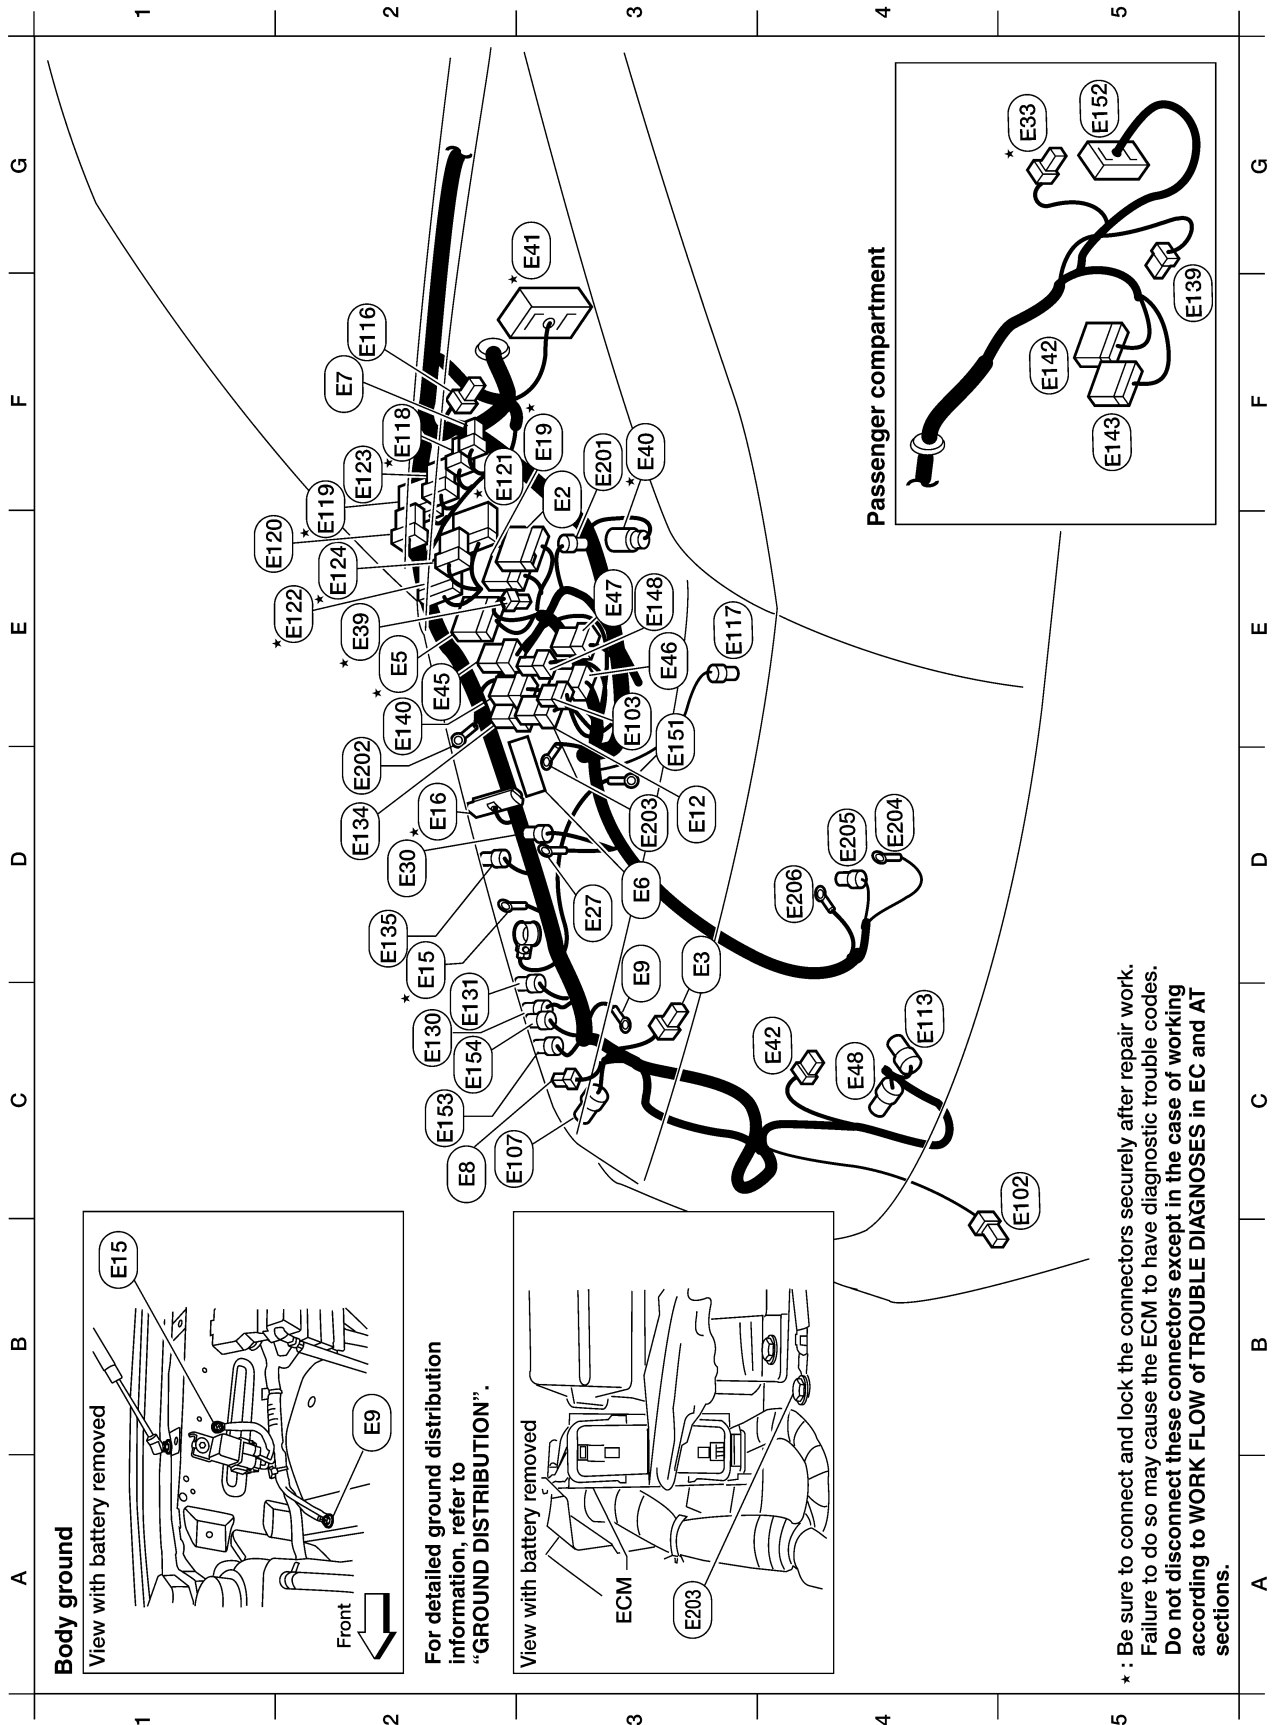 1
2
3
4
5
G
F
E
D
C
B
A
Body ground
View with battery removed
E15
E9
Front
For detailed ground distribution
information, refer to
“GROUND DISTRIBUTION”.
View with battery removed
ECM
E203
E120
E119
E123
E118
E7
E116
★
E41
★
E122
★
E124
★
★
E39
★
E5
★
E45
E140
E202
E134
E16
★
E30
E135
E15
★
E131
E130
E154
E153
E8
E107
★
E121
★
E19
E2
E201
★
E40
E47
E148
E117
E46
E103
E151
E12
E203
E6
E27
E9
E3
E205
E204
E206
E42
E48
E113
E102
Passenger compartment
★
E33
E152
E139
E142
E143
★ : Be sure to connect and lock the connectors securely after repair work.
Failure to do so may cause the ECM to have diagnostic trouble codes.
Do not disconnect these connectors except in the case of working
according to WORK FLOW of TROUBLE DIAGNOSES in EC and AT
sections.
1
2
3
4
5
G
F
E
D
C
B
A